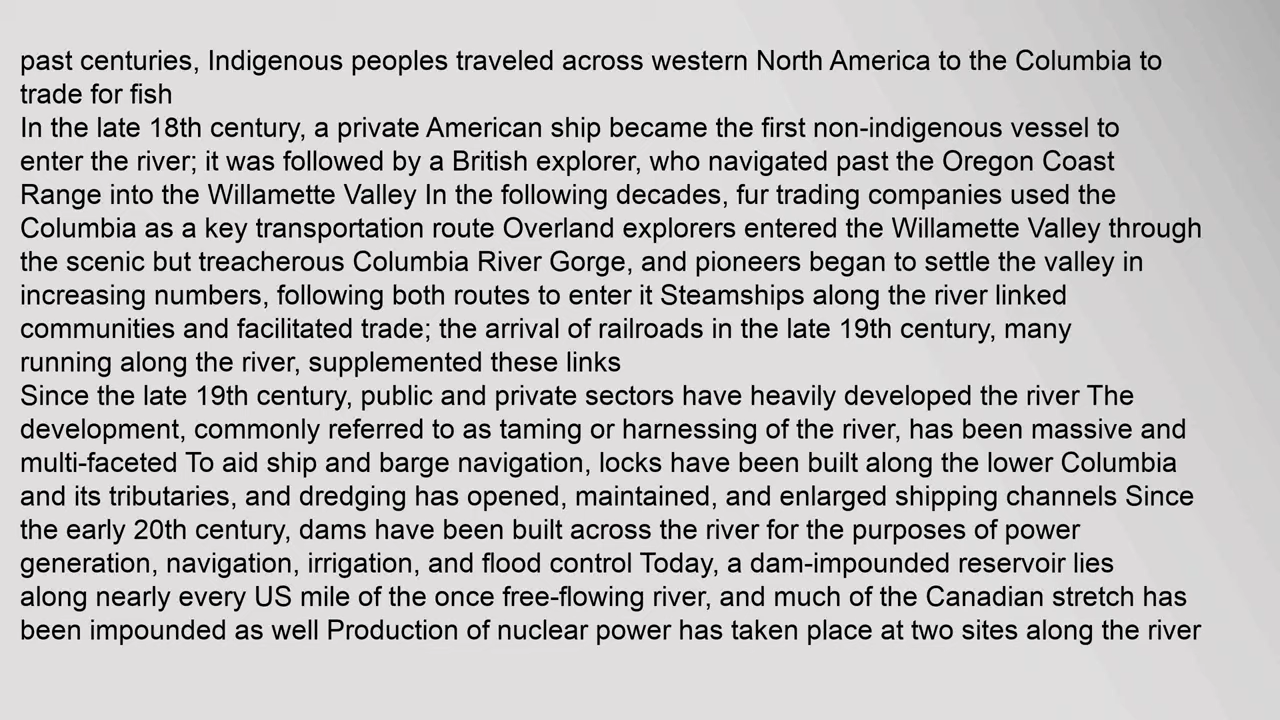 past centuries, Indigenous peoples traveled across western North America to the Columbia to
trade for fish
In the late 18th century, a private American ship became the first non-indigenous vessel to
enter the river; it was followed by a British explorer, who navigated past the Oregon Coast
Range into the Willamette Valley In the following decades, fur trading companies used the
Columbia as a key transportation route Overland explorers entered the Willamette Valley through
the scenic but treacherous Columbia River Gorge, and pioneers began to settle the valley in
increasing numbers, following both routes to enter it Steamships along the river linked
communities and facilitated trade; the arrival of railroads in the late 19th century, many
running along the river, supplemented these links
Since the late 19th century, public and private sectors have heavily developed the river The
development, commonly referred to as taming or harnessing of the river, has been massive and
multi-faceted To aid ship and barge navigation, locks have been built along the lower Columbia
and its tributaries, and dredging has opened, maintained, and enlarged shipping channels Since
the early 20th century, dams have been built across the river for the purposes of power
generation, navigation, irrigation, and flood control Today, a dam-impounded reservoir lies
along nearly every US mile of the once free-flowing river, and much of the Canadian stretch has
been impounded as well Production of nuclear power has taken place at two sites along the river